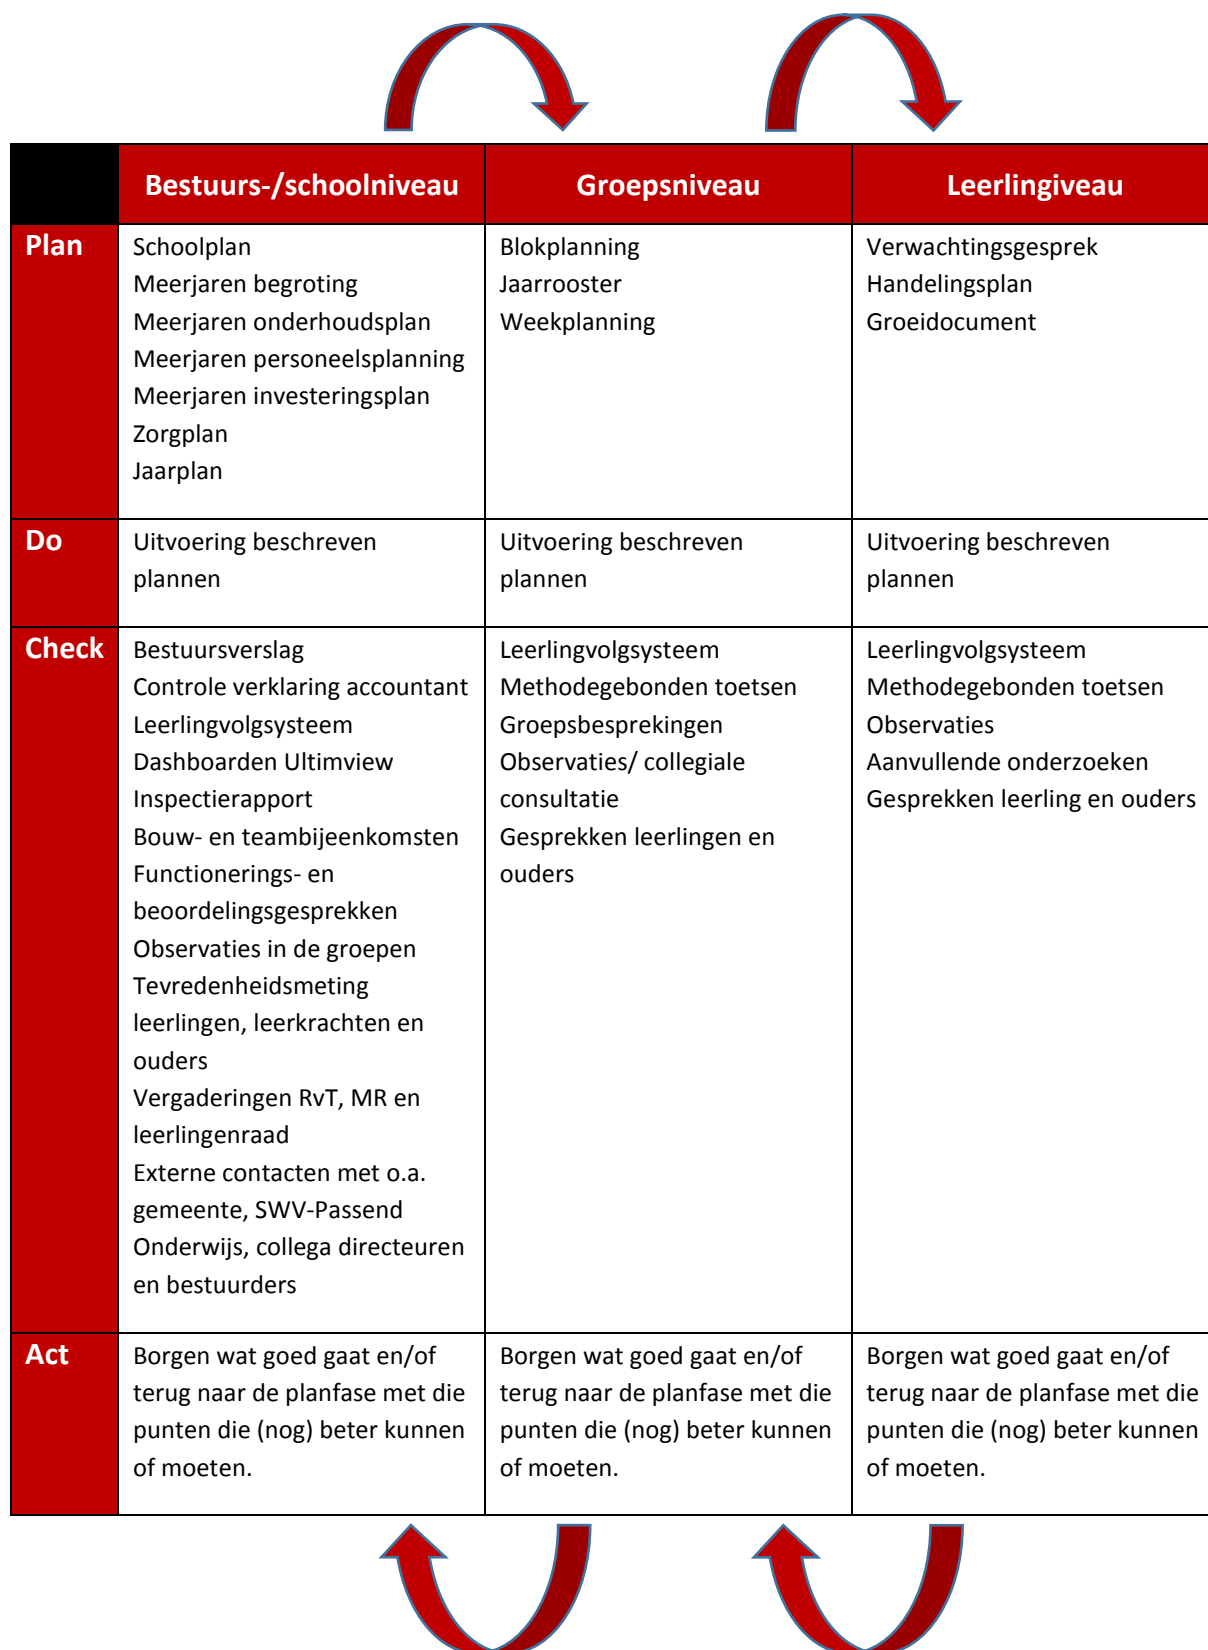 Bestuurs-/schoolniveau
Groepsniveau
Leerlingiveau
Plan
Schoolplan
Meerjaren begroting
Meerjaren onderhoudsplan
Meerjaren personeelsplanning
Meerjaren investeringsplan
Zorgplan
Jaarplan
Blokplanning
Jaarrooster
Weekplanning
Verwachtingsgesprek
Handelingsplan
Groeidocument
Do
Uitvoering beschreven
plannen
Uitvoering beschreven
plannen
Uitvoering beschreven
plannen
Check
Bestuursverslag
Controle verklaring accountant
Leerlingvolgsysteem
Dashboarden Ultimview
Inspectierapport
Bouw- en teambijeenkomsten
Functionerings- en
beoordelingsgesprekken
Observaties in de groepen
Tevredenheidsmeting
leerlingen, leerkrachten en
ouders
Vergaderingen RvT, MR en
leerlingenraad
Externe contacten met o.a.
gemeente, SWV-Passend
Onderwijs, collega directeuren
en bestuurders
Leerlingvolgsysteem
Methodegebonden toetsen
Groepsbesprekingen
Observaties/ collegiale
consultatie
Gesprekken leerlingen en
ouders
Leerlingvolgsysteem
Methodegebonden toetsen
Observaties
Aanvullende onderzoeken
Gesprekken leerling en ouders
Act
Borgen wat goed gaat en/of
terug naar de planfase met die
punten die (nog) beter kunnen
of moeten.
Borgen wat goed gaat en/of
terug naar de planfase met die
punten die (nog) beter kunnen
of moeten.
Borgen wat goed gaat en/of
terug naar de planfase met die
punten die (nog) beter kunnen
of moeten.